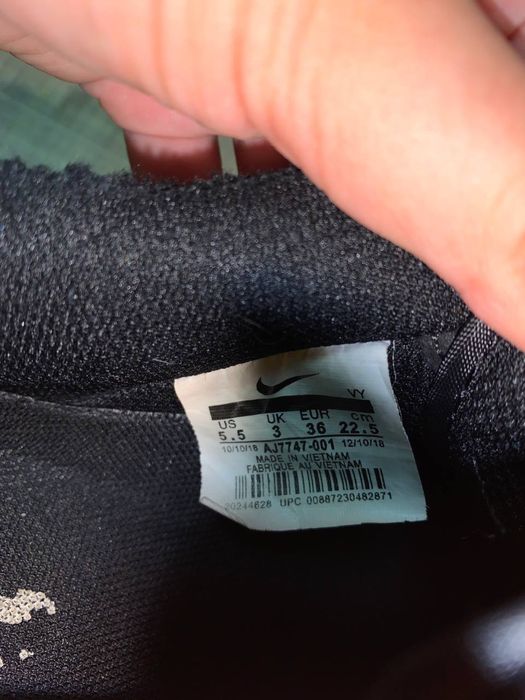 VY
US UK EUR cm
5.5 3 36 22.5
10/10/18 AJ7747-001 12/10/18
MADE IN VIETNAM
FABRIQUE AU VIETNAM
20244628 UPC 00887230482871